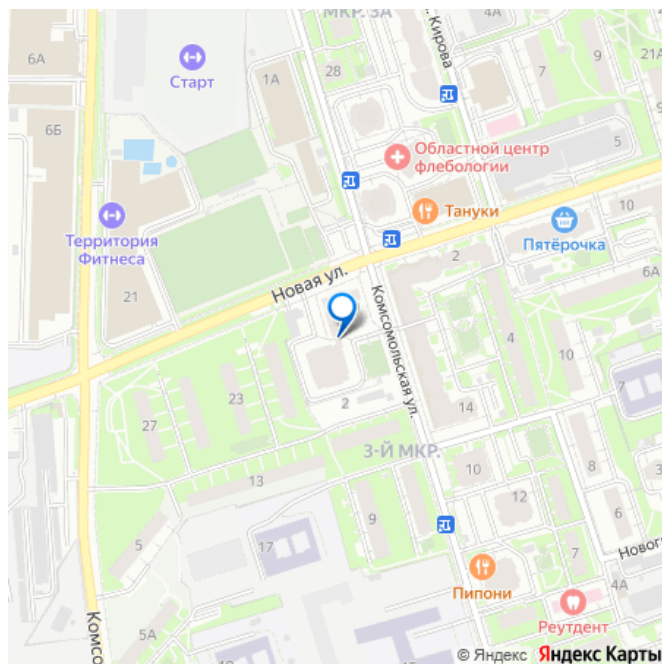 МКР. 3А
4А
6А
Старт
1А
28
. Кирова
7
9
21А
6Б
Областной центр
флебологии
5
Территория
Фитнеса
Тануки
10
Пятёрочка
21
Новая ул.
2
6А
Комсомольская ул.
4
10
7
23
27
2
14
3-Й МКР.
13
10
8
12
9
6
5
17
7
Новог
Пипони
4А
Реутдент
5А
Комсо
© Яндекс Яндекс Карты